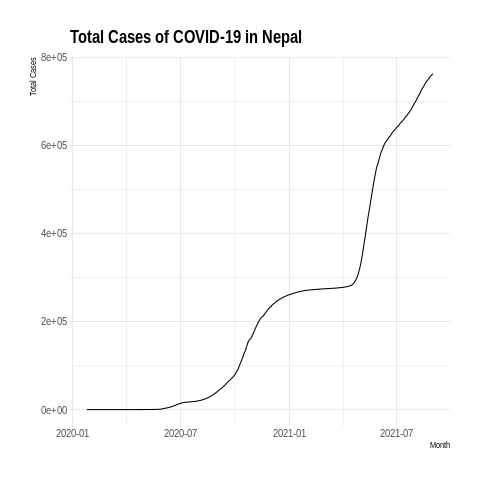 Total Cases of COVID-19 in Nepal
Total Cases
8e+05
6e+05
4e+05
2e+05
0e+00
2020-01
2020-07
2021-01
2021-07
Month